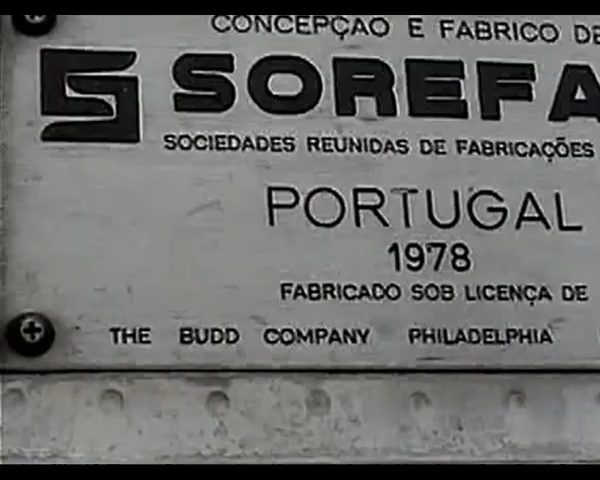 CONCEPÇAO E FABRICO DE
SOREFA
SOCIEDADES REUNIDAS DE FABRICAÇÕES
PORTUGAL
1978
FABRICADO SOB LICENÇA DE
THE BUDD COMPANY PHILADELPHIA